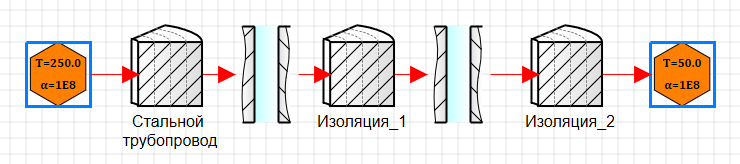 T=250.0
α=1E8
Стальной
трубопровод
Изоляция_1
Изоляция_2
T=50.0
α=1E8